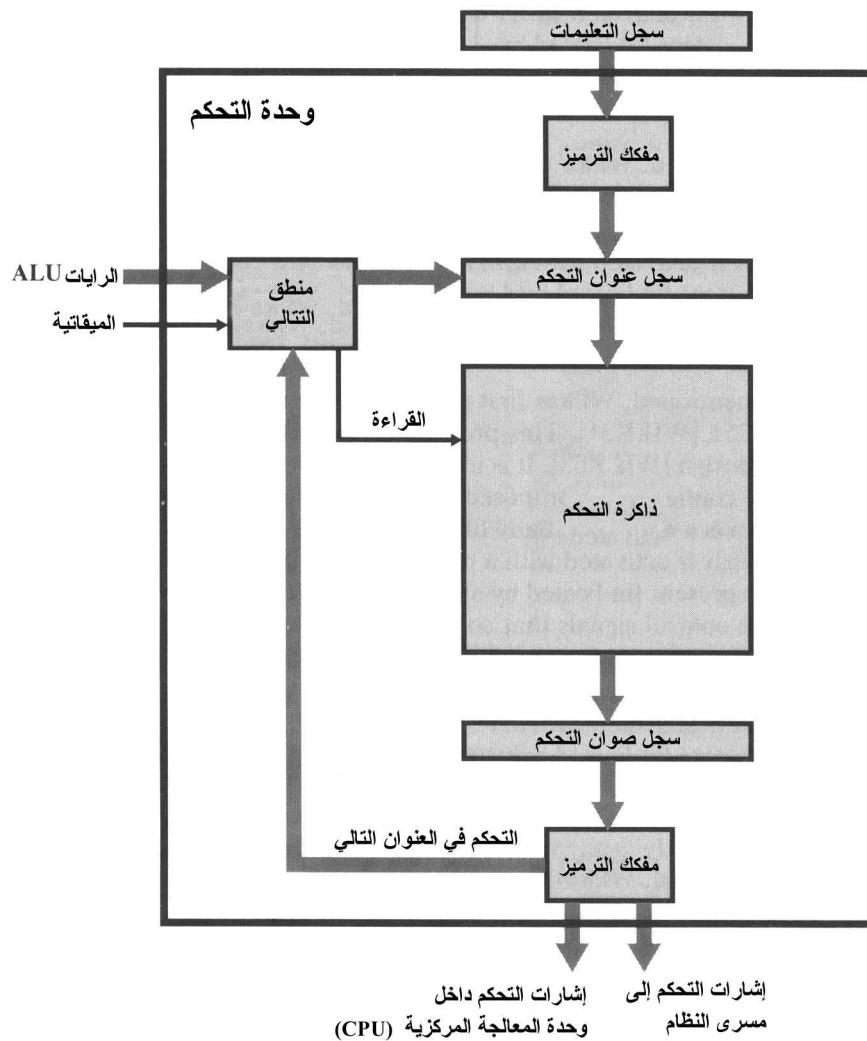 سجل التعليمات
وحدة التحكم
مفكك الترميز
سجل عنوان التحكم
الرايات ALU
الميقاتية
منطق
التتالي
القراءة
ذاكرة التحكم
سجل صوان التحكم
التحكم في العنوان التالي
مفكك الترميز
إشارات التحكم إلى
مسرى النظام
إشارات التحكم داخل
وحدة المعالجة المركزية (CPU)